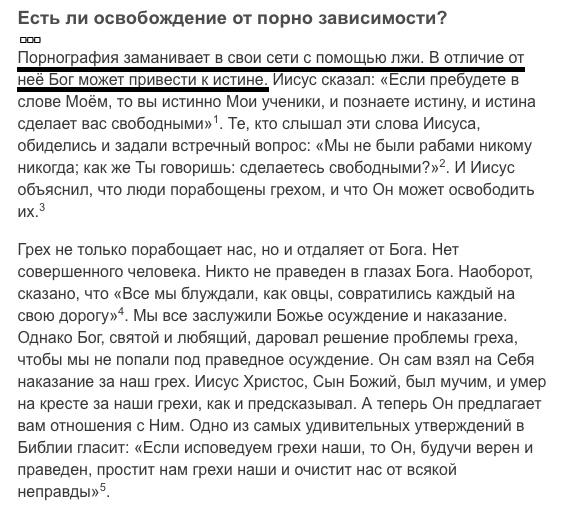 Есть ли освобождение от порно зависимости?
Порнография заманивает в свои сети с помощью лжи. В отличие от
неё Бог может привести к истине. Иисус сказал: «Если пребудете в
слове Моём, то вы истинно Мои ученики, и познаете истину, и истина
сделает вас свободными»¹. Те, кто слышал эти слова Иисуса,
обиделись и задали встречный вопрос: «Мы не были рабами никому
никогда; как же Ты говоришь: сделаетесь свободными?»². И Иисус
объяснил, что люди порабощены грехом, и что Он может освободить
их.³
Грех не только порабощает нас, но и отдаляет от Бога. Нет
совершенного человека. Никто не праведен в глазах Бога. Наоборот,
сказано, что «Все мы блуждали, как овцы, совратились каждый на
свою дорогу»⁴. Мы все заслужили Божье осуждение и наказание.
Однако Бог, святой и любящий, даровал решение проблемы греха,
чтобы мы не попали под праведное осуждение. Он сам взял на Себя
наказание за наш грех. Иисус Христос, Сын Божий, был мучим, и умер
на кресте за наши грехи, как и предсказывал. А теперь Он предлагает
вам отношения с Ним. Одно из самых удивительных утверждений в
Библии гласит: «Если исповедуем грехи наши, то Он, будучи верен и
праведен, простит нам грехи наши и очистит нас от всякой
неправды»⁵.